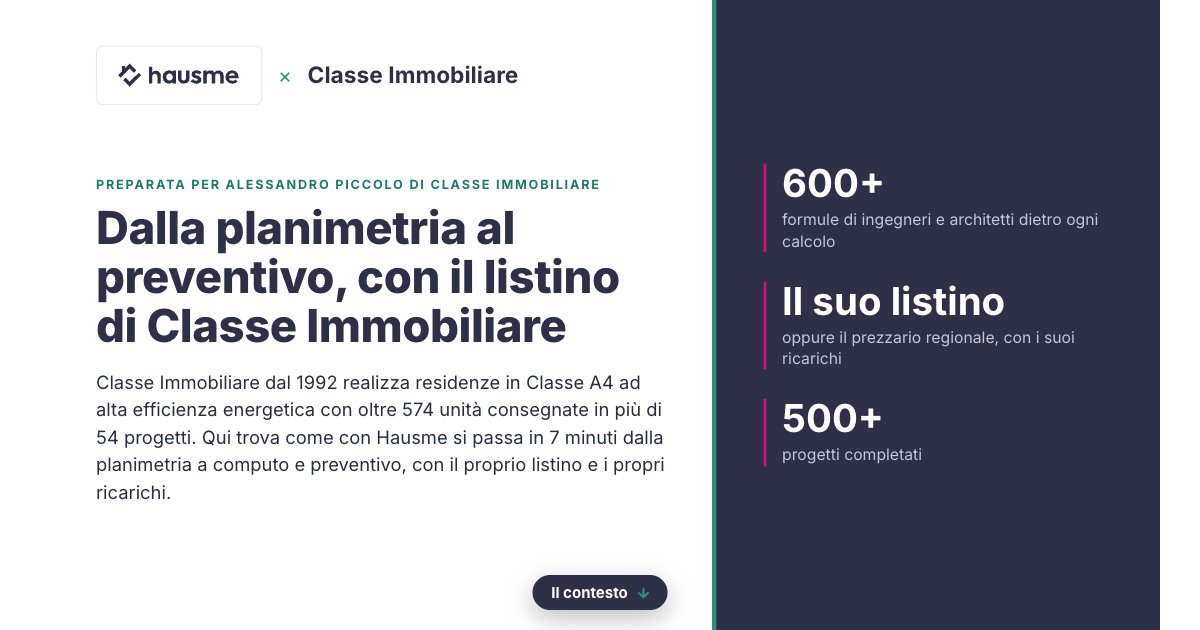 hausme × Classe Immobiliare
PREPARATA PER ALESSANDRO PICCOLO DI CLASSE IMMOBILIARE
Dalla planimetria al
preventivo, con il listino
di Classe Immobiliare
Classe Immobiliare dal 1992 realizza residenze in Classe A4 ad
alta efficienza energetica con oltre 574 unità consegnate in più di
54 progetti. Qui trova come con Hausme si passa in 7 minuti dalla
planimetria a computo e preventivo, con il proprio listino e i propri
ricarichi.
Il contesto ↓
600+
formule di ingegneri e architetti dietro ogni
calcolo
Il suo listino
oppure il prezzario regionale, con i suoi
ricarichi
500+
progetti completati